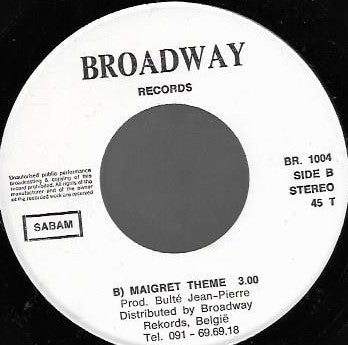 BROADWAY
RECORDS
Unauthorised public performance
broadcasting & copying of this
record prohibited. All rights of the
manufacturer and of the owner
of the recorded work are reserved
SABAM
BR. 1004
SIDE B
STEREO
45 T
B) MAIGRET THEME 3.00
Prod. Bulté Jean-Pierre
Distributed by Broadway
Rekords, Belgïe
Tel. 091 - 69.69.18